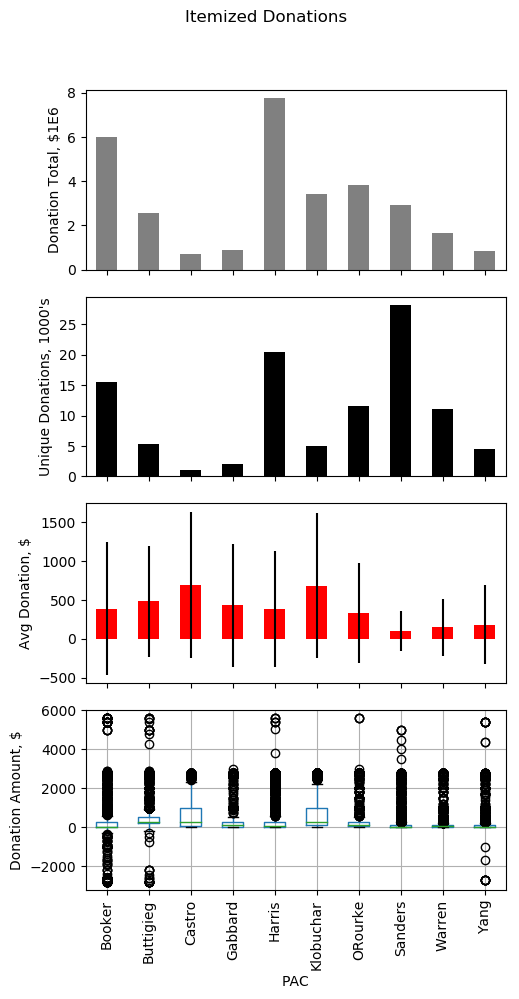 Itemized Donations
Donation Total, $1E6
8
6
4
2
0
Unique Donations, 1000's
25
20
15
10
5
0
Avg Donation, $
1500
1000
500
0
−500
Donation Amount, $
6000
4000
2000
0
−2000
Booker
Buttigieg
Castro
Gabbard
Harris
Klobuchar
ORourke
Sanders
Warren
Yang
PAC